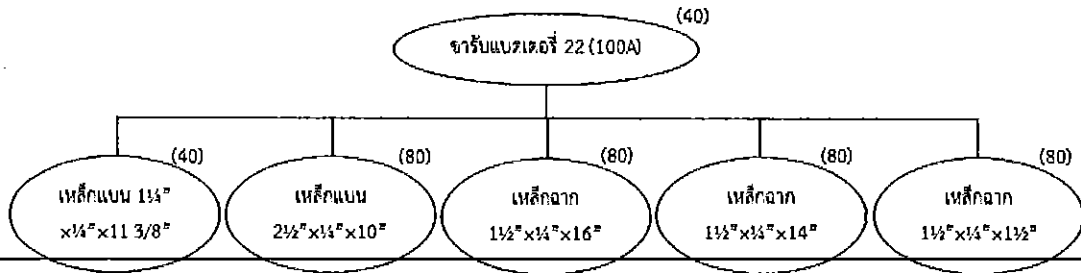 (40)
ขารับแบตเตอรี่ 22 (100A)
(40)
เหล็กแบน 1¼"
×¼"×11 3/8"
(80)
เหล็กแบน
2½"×¼"×10"
(80)
เหล็กฉาก
1½"×¼"×16"
(80)
เหล็กฉาก
1½"×¼"×14"
(80)
เหล็กฉาก
1½"×¼"×1½"